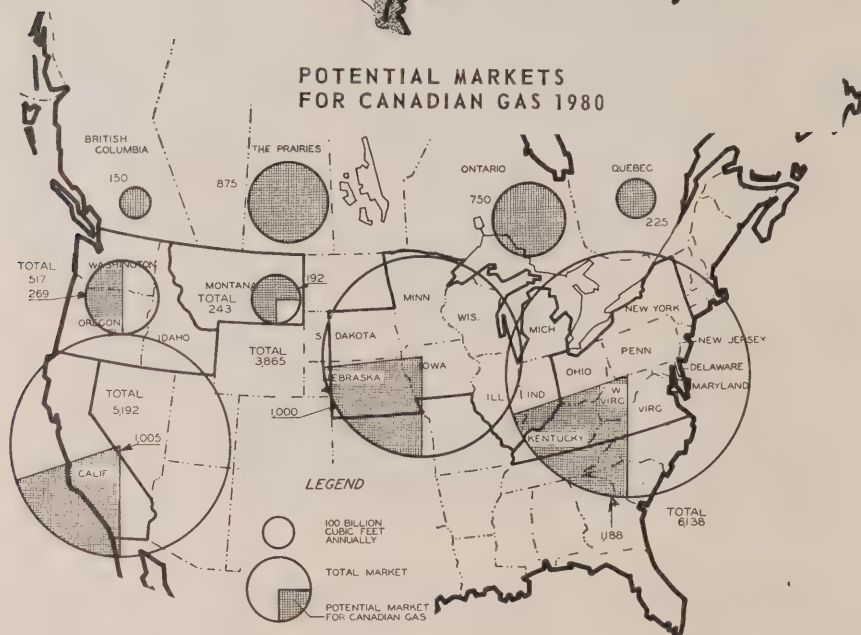 POTENTIAL MARKETS
FOR CANADIAN GAS 1980
BRITISH
COLUMBIA
150
THE PRAIRIES
875
ONTARIO
750
QUEBEC
225
TOTAL
517
269
WASHINGTON
OREGON
IDAHO
MONTANA
TOTAL
243
192
TOTAL
3,865
S. DAKOTA
NEBRASKA
1,000
MINN
IOWA
WIS.
ILL
MICH
IND
OHIO
KENTUCKY
W
VIRG
VIRG
PENN
NEW YORK
NEW JERSEY
DELAWARE
MARYLAND
TOTAL
6,138
1,188
TOTAL
5,192
1,005
CALIF
LEGEND
100 BILLION
CUBIC FEET
ANNUALLY
TOTAL MARKET
POTENTIAL MARKET
FOR CANADIAN GAS